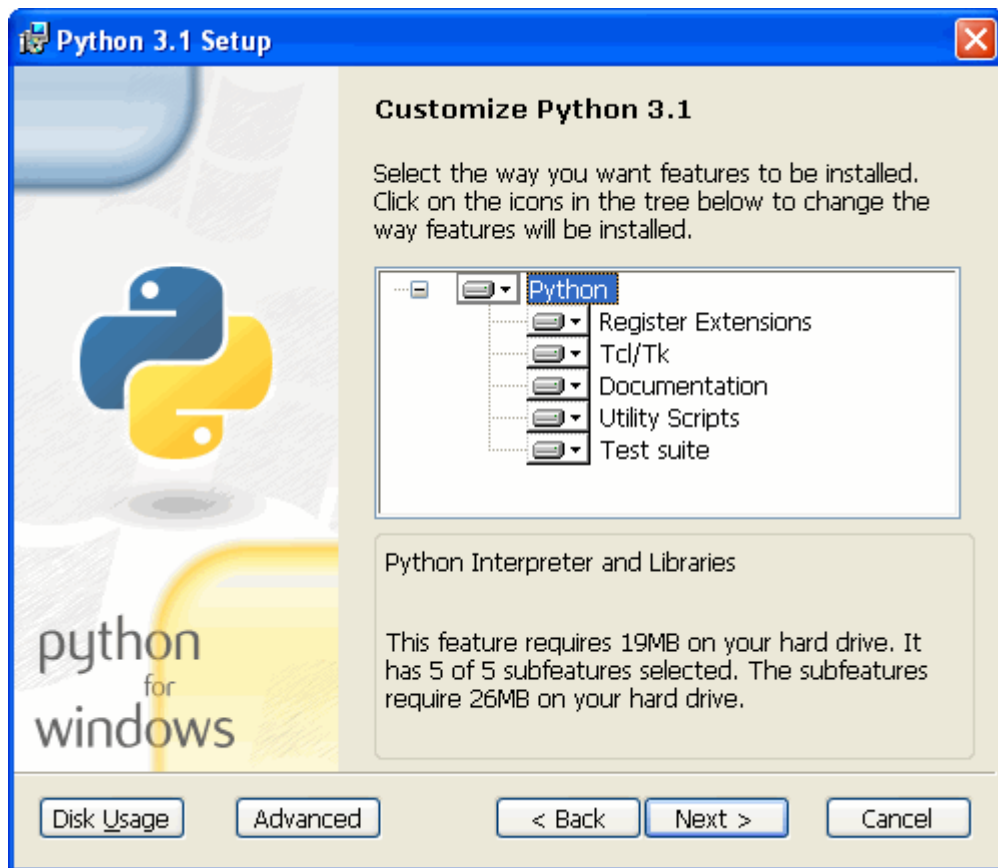 Python 3.1 Setup
Customize Python 3.1
Select the way you want features to be installed.
Click on the icons in the tree below to change the
way features will be installed.
Python
Register Extensions
Tcl/Tk
Documentation
Utility Scripts
Test suite
Python Interpreter and Libraries
This feature requires 19MB on your hard drive. It
has 5 of 5 subfeatures selected. The subfeatures
require 26MB on your hard drive.
python
for
windows
Disk Usage
Advanced
< Back
Next >
Cancel